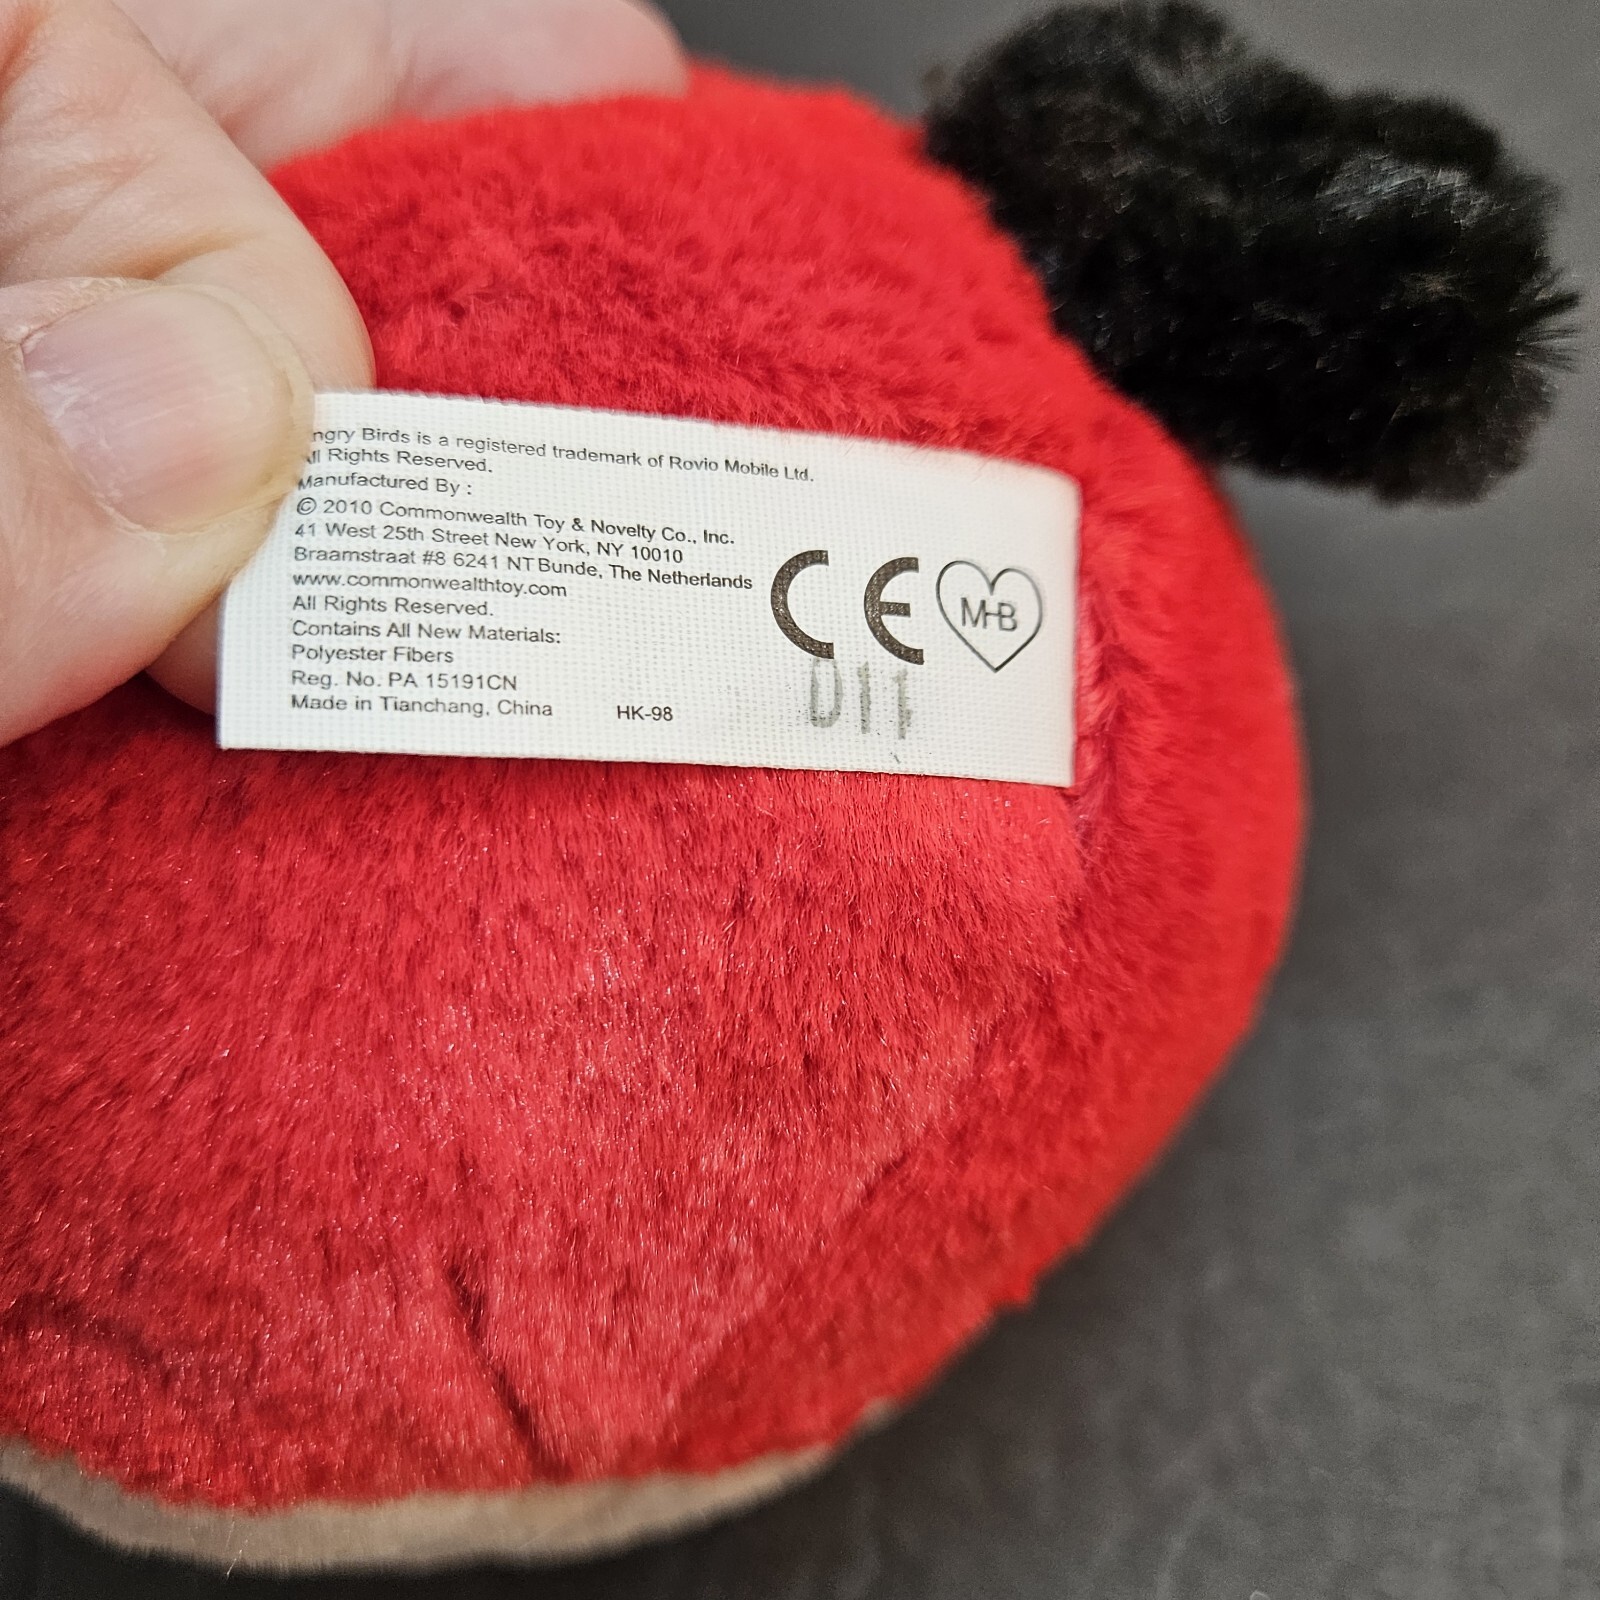 ngry Birds is a registered trademark of Rovio Mobile Ltd.
All Rights Reserved.
Manufactured By :
© 2010 Commonwealth Toy & Novelty Co., Inc.
41 West 25th Street New York, NY 10010
Braamstraat #8 6241 NT Bunde, The Netherlands
www.commonwealthtoy.com
All Rights Reserved.
Contains All New Materials:
Polyester Fibers
Reg. No. PA 15191CN
Made in Tianchang, China HK-98
CE
MHB
011